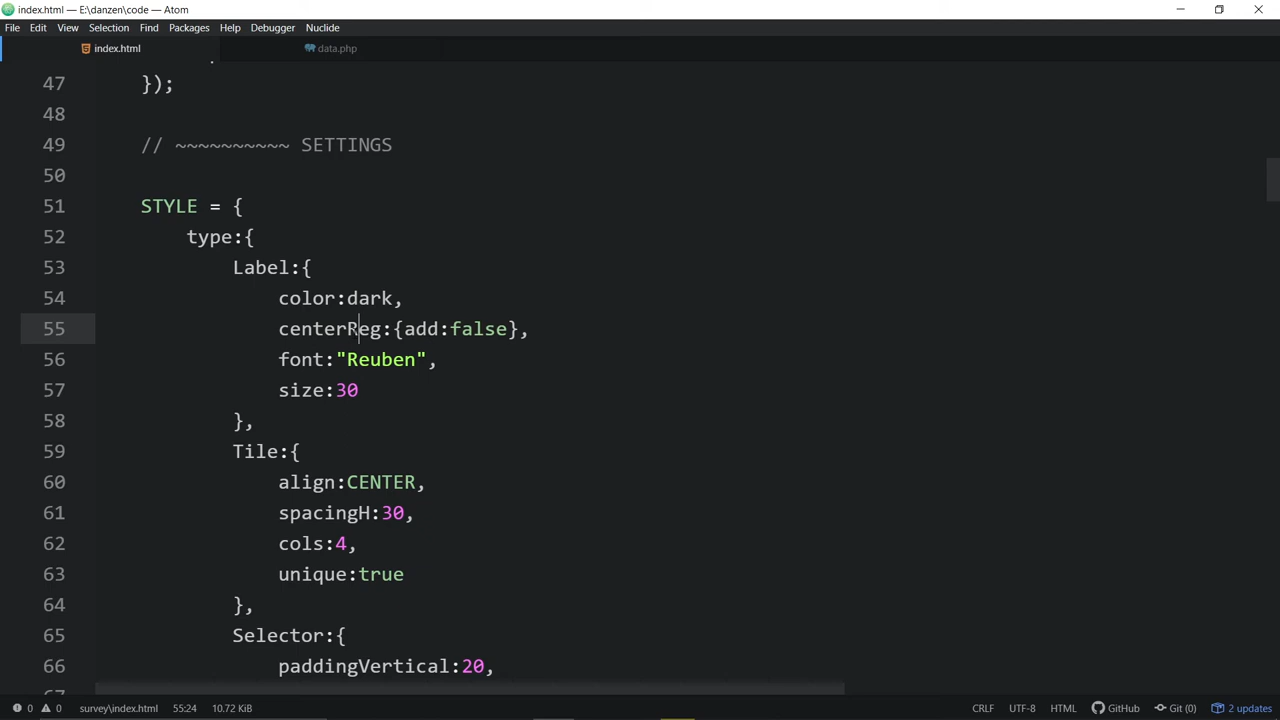 index.html — E:\danzen\code — Atom
File Edit View Selection Find Packages Help Debugger Nuclide
index.html data.php
47 });
48
49 // ~~~~~~~~~~ SETTINGS
50
51 STYLE = {
52 type:{
53 Label:{
54 color:dark,
55 centerReg:{add:false},
56 font:"Reuben",
57 size:30
58 },
59 Tile:{
60 align:CENTER,
61 spacingH:30,
62 cols:4,
63 unique:true
64 },
65 Selector:{
66 paddingVertical:20,
0 0 survey\index.html 55:24 10.72 KiB CRLF UTF-8 HTML GitHub Git (0) 2 updates